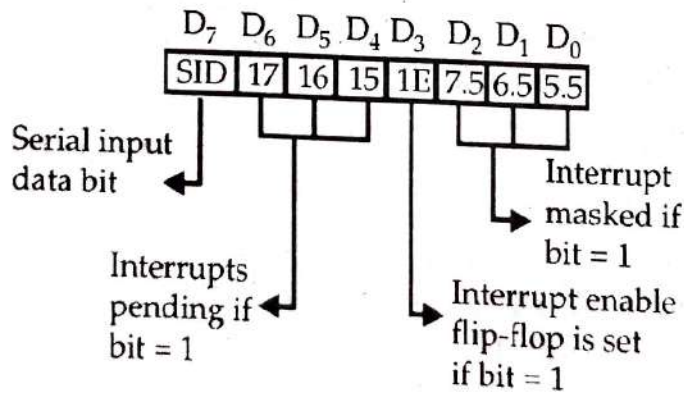 D7 D6 D5 D4 D3 D2 D1 D0
SID 17 16 15 1E 7.5 6.5 5.5
Serial input
data bit
Interrupts
pending if
bit = 1
Interrupt
masked if
bit = 1
Interrupt enable
flip-flop is set
if bit = 1